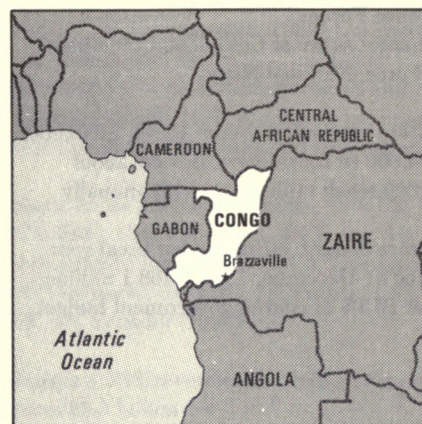 CENTRAL
AFRICAN REPUBLIC
CAMEROON
GABON
CONGO
ZAIRE
Brazzaville
Atlantic
Ocean
ANGOLA